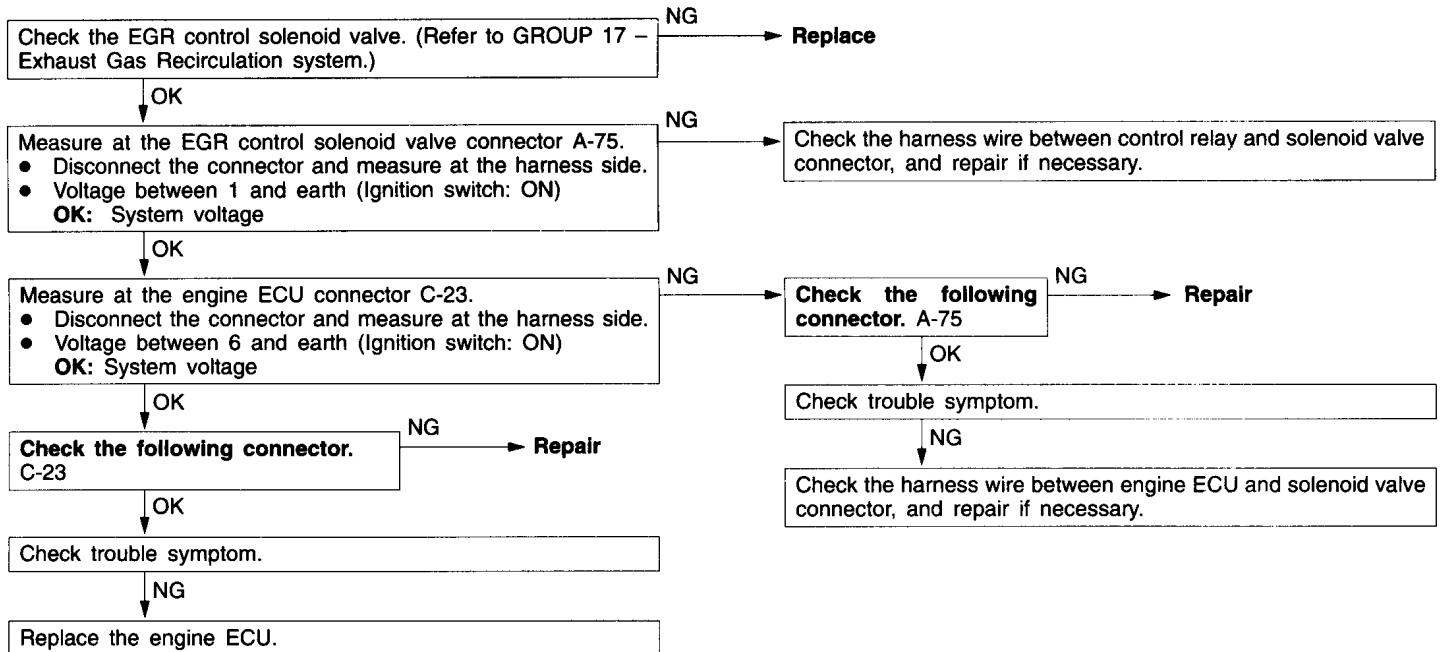 Check the EGR control solenoid valve. (Refer to GROUP 17 –
Exhaust Gas Recirculation system.)
NG
Replace
OK
Measure at the EGR control solenoid valve connector A-75.
● Disconnect the connector and measure at the harness side.
● Voltage between 1 and earth (Ignition switch: ON)
OK: System voltage
NG
Check the harness wire between control relay and solenoid valve
connector, and repair if necessary.
OK
Measure at the engine ECU connector C-23.
● Disconnect the connector and measure at the harness side.
● Voltage between 6 and earth (Ignition switch: ON)
OK: System voltage
NG
Check the following
connector. A-75
NG
Repair
OK
Check trouble symptom.
NG
Check the harness wire between engine ECU and solenoid valve
connector, and repair if necessary.
OK
Check the following connector.
C-23
NG
Repair
OK
Check trouble symptom.
NG
Replace the engine ECU.